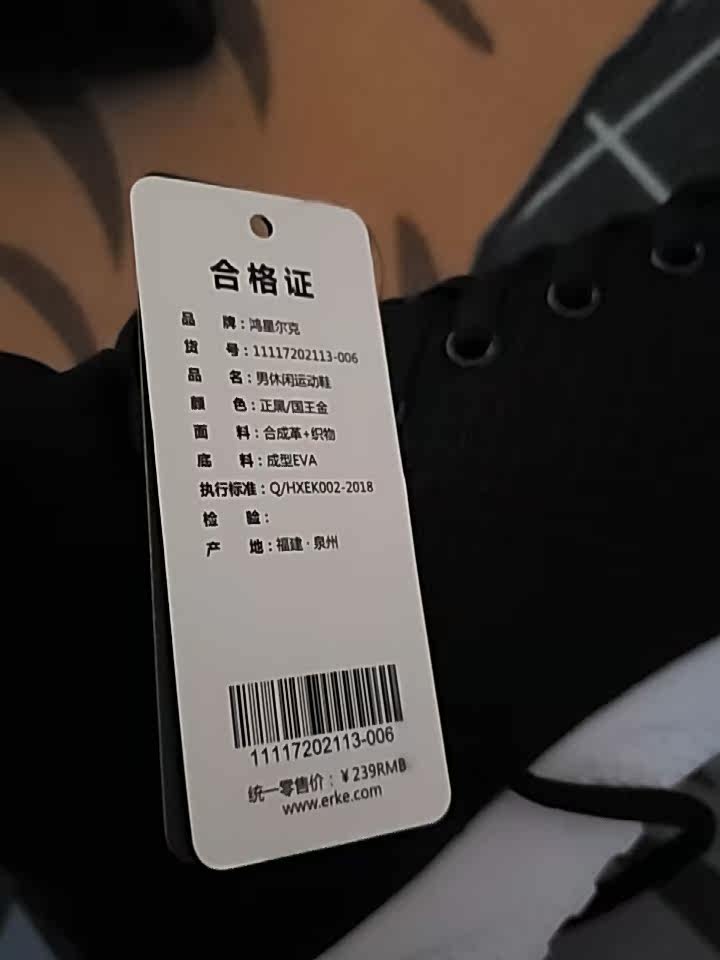 合格证
品 牌：鸿星尔克
货 号：11117202113-006
品 名：男休闲运动鞋
颜 色：正黑/国王金
面 料：合成革+织物
底 料：成型EVA
执行标准：Q/HXEK002-2018
检 验：
产 地：福建·泉州
11117202113-006
统一零售价：￥239RMB
www.erke.com